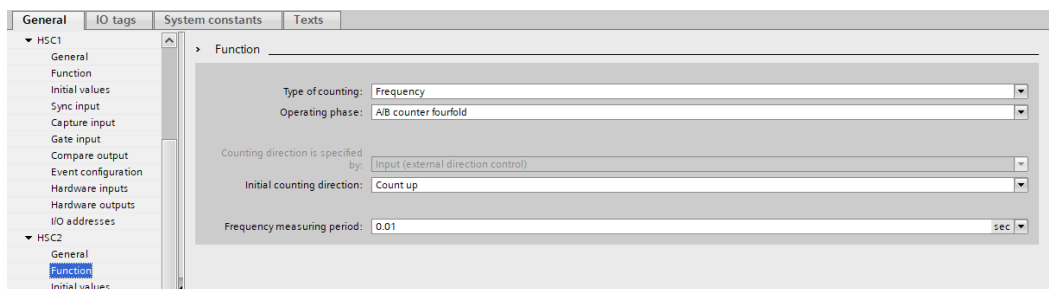 General IO tags System constants Texts
HSC1
General
Function
Initial values
Sync input
Capture input
Gate input
Compare output
Event configuration
Hardware inputs
Hardware outputs
I/O addresses
HSC2
General
Function
Initial values
Function
Type of counting: Frequency
Operating phase: A/B counter fourfold
Counting direction is specified
by: Input (external direction control)
Initial counting direction: Count up
Frequency measuring period: 0.01 sec